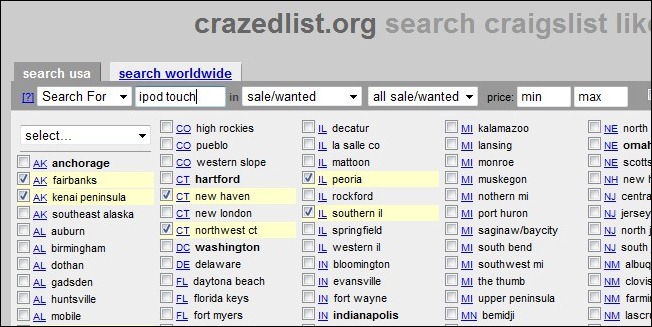 crazedlist.org search craigslist lik
search usa search worldwide
[?] Search For ipod touch in sale/wanted all sale/wanted price: min max
select...
AK anchorage
AK fairbanks
AK kenai peninsula
AK southeast alaska
AL auburn
AL birmingham
AL dothan
AL gadsden
AL huntsville
AL mobile
CO high rockies
CO pueblo
CO western slope
CT hartford
CT new haven
CT new london
CT northwest ct
DC washington
DE delaware
FL daytona beach
FL florida keys
FL fort myers
IL decatur
IL la salle co
IL mattoon
IL peoria
IL rockford
IL southern il
IL springfield
IL western il
IN bloomington
IN evansville
IN fort wayne
IN indianapolis
MI kalamazoo
MI lansing
MI monroe
MI muskegon
MI nothern mi
MI port huron
MI saginaw/baycity
MI south bend
MI southwest mi
MI the thumb
MI upper peninsula
MN bemidji
NE north
NE omah
NE scotts
NH new h
NJ centra
NJ jersey
NJ north
NJ south
NM albuq
NM clovis
NM farmin
NM lascru